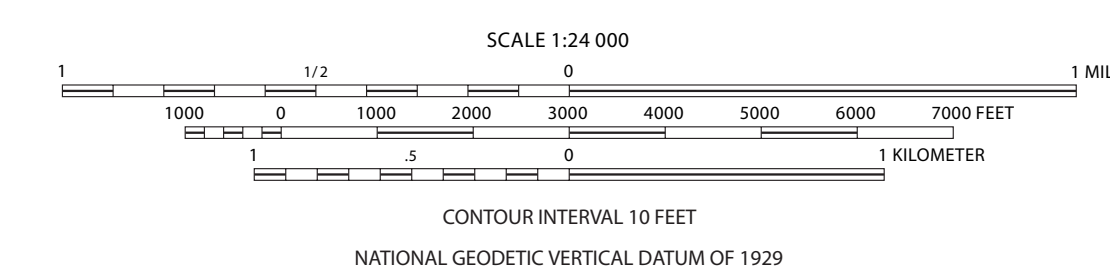 SCALE 1:24 000
1 1/2 0 1 MIL
1000 0 1000 2000 3000 4000 5000 6000 7000 FEET
1 .5 0 1 KILOMETER
CONTOUR INTERVAL 10 FEET
NATIONAL GEODETIC VERTICAL DATUM OF 1929